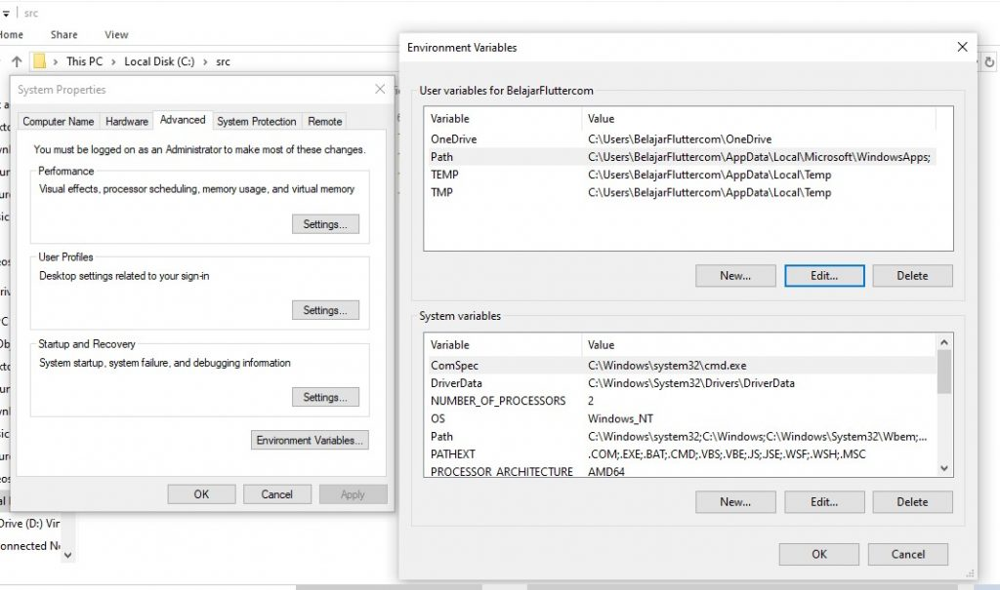 src
Home Share View
This PC > Local Disk (C:) > src
System Properties
Computer Name Hardware Advanced System Protection Remote
You must be logged on as an Administrator to make most of these changes.
Performance
Visual effects, processor scheduling, memory usage, and virtual memory
Settings...
User Profiles
Desktop settings related to your sign-in
Settings...
Startup and Recovery
System startup, system failure, and debugging information
Settings...
Environment Variables...
OK Cancel Apply
Drive (D:) Vir
Environment Variables
User variables for BelajarFluttercom
Variable Value
OneDrive C:\Users\BelajarFluttercom\OneDrive
Path C:\Users\BelajarFluttercom\AppData\Local\Microsoft\WindowsApps;
TEMP C:\Users\BelajarFluttercom\AppData\Local\Temp
TMP C:\Users\BelajarFluttercom\AppData\Local\Temp
New... Edit... Delete
System variables
Variable Value
ComSpec C:\Windows\system32\cmd.exe
DriverData C:\Windows\System32\Drivers\DriverData
NUMBER_OF_PROCESSORS 2
OS Windows_NT
Path C:\Windows\system32;C:\Windows;C:\Windows\System32\Wbem;...
PATHEXT .COM;.EXE;.BAT;.CMD;.VBS;.VBE;.JS;.JSE;.WSF;.WSH;.MSC
PROCESSOR_ARCHITECTURE AMD64
New... Edit... Delete
OK Cancel